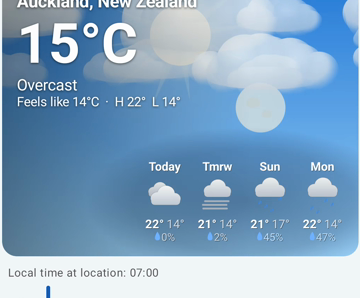 Auckland, New Zealand
15°C
Overcast
Feels like 14°C · H 22° L 14°
Today Tmrw Sun Mon
22° 14° 21° 14° 21° 17° 22° 14°
0% 2% 45% 47%
Local time at location: 07:00